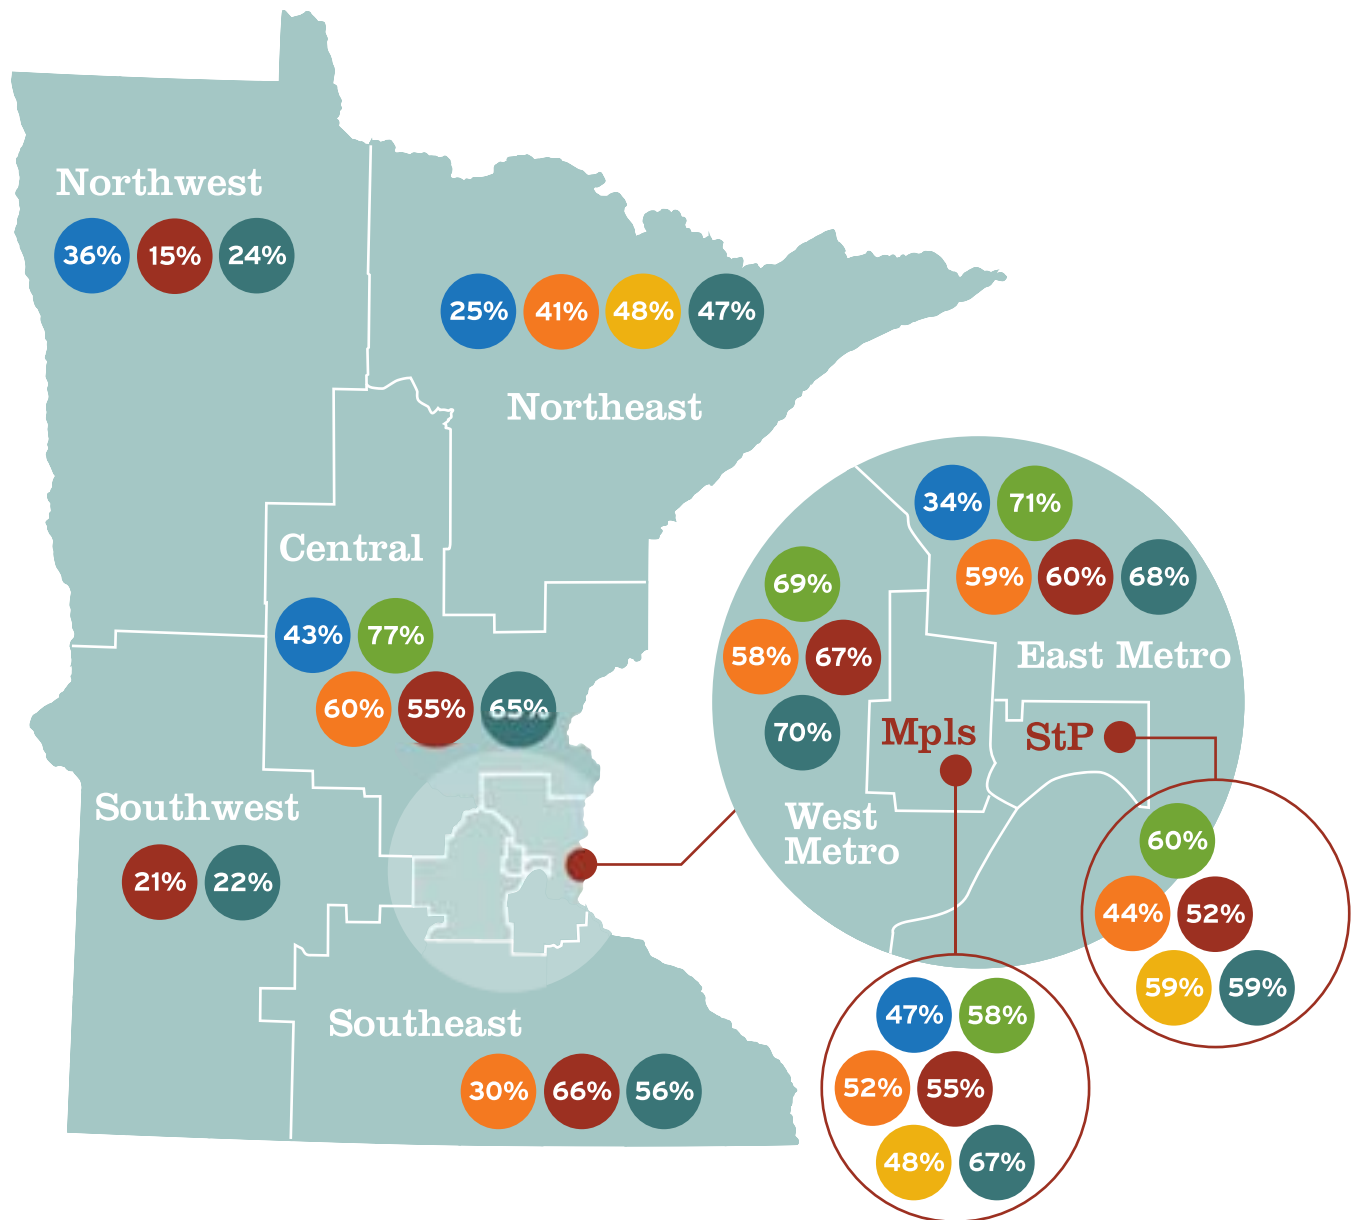 Northwest
36% 15% 24%
25% 41% 48% 47%
Northeast
Central
43% 77%
60% 55% 65%
Southwest
21% 22%
Southeast
30% 66% 56%
34% 71%
59% 60% 68%
East Metro
69%
58% 67%
70%
West
Metro
Mpls
StP
60%
44% 52%
59% 59%
47% 58%
52% 55%
48% 67%